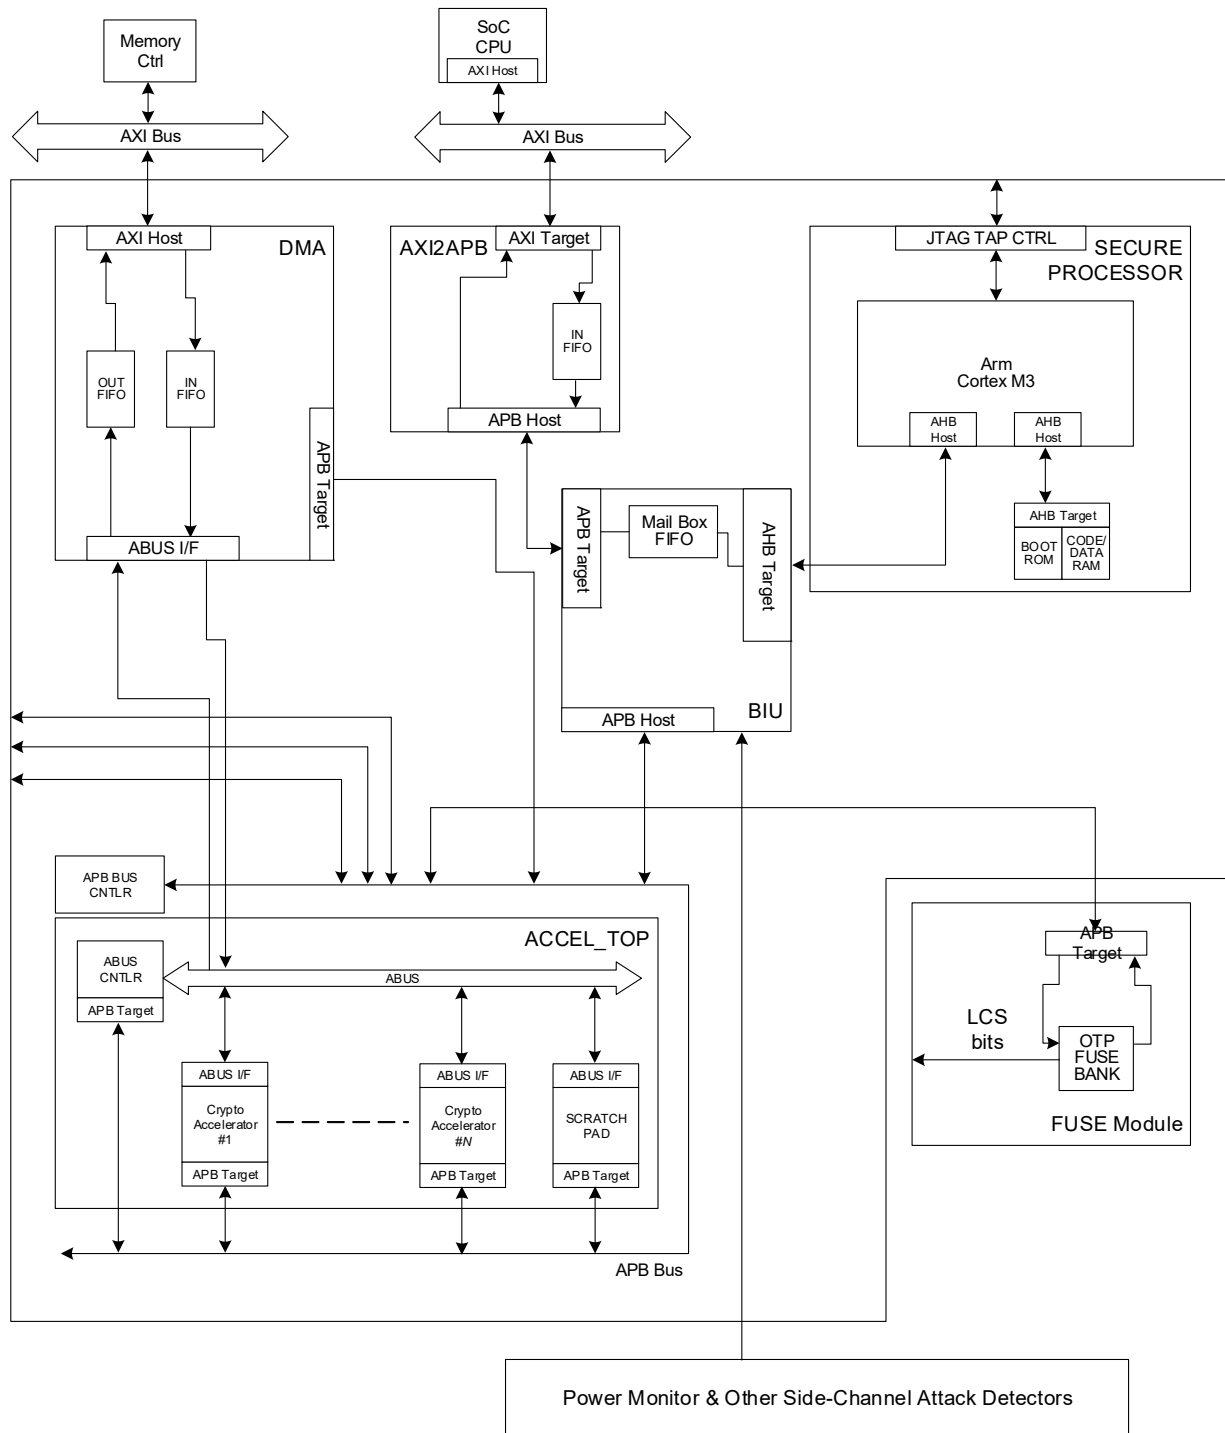 Memory
Ctrl
SoC
CPU
AXI Host
AXI Bus
AXI Bus
AXI Host
DMA
OUT
FIFO
IN
FIFO
APB Target
ABUS I/F
AXI2APB
AXI Target
IN
FIFO
APB Host
JTAG TAP CTRL
SECURE
PROCESSOR
Arm
Cortex M3
AHB
Host
AHB
Host
AHB Target
BOOT
ROM
CODE/
DATA
RAM
APB Target
Mail Box
FIFO
AHB Target
APB Host
BIU
APB BUS
CNTLR
ACCEL_TOP
ABUS
CNTLR
APB Target
ABUS
ABUS I/F
Crypto
Accelerator
#1
APB Target
ABUS I/F
Crypto
Accelerator
#N
APB Target
ABUS I/F
SCRATCH
PAD
APB Target
APB Bus
APB
Target
LCS
bits
OTP
FUSE
BANK
FUSE Module
Power Monitor & Other Side-Channel Attack Detectors